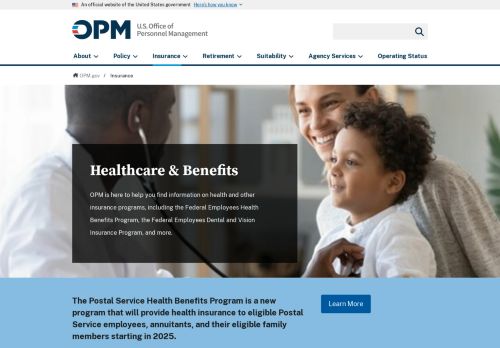 An official website of the United States government Here's how you know
OPM U.S. Office of
Personnel Management
About Policy Insurance Retirement Suitability Agency Services Operating Status
OPM.gov / Insurance
Healthcare & Benefits
OPM is here to help you find information on health and other
insurance programs, including the Federal Employees Health
Benefits Program, the Federal Employees Dental and Vision
Insurance Program, and more.
The Postal Service Health Benefits Program is a new
program that will provide health insurance to eligible Postal
Service employees, annuitants, and their eligible family
members starting in 2025.
Learn More